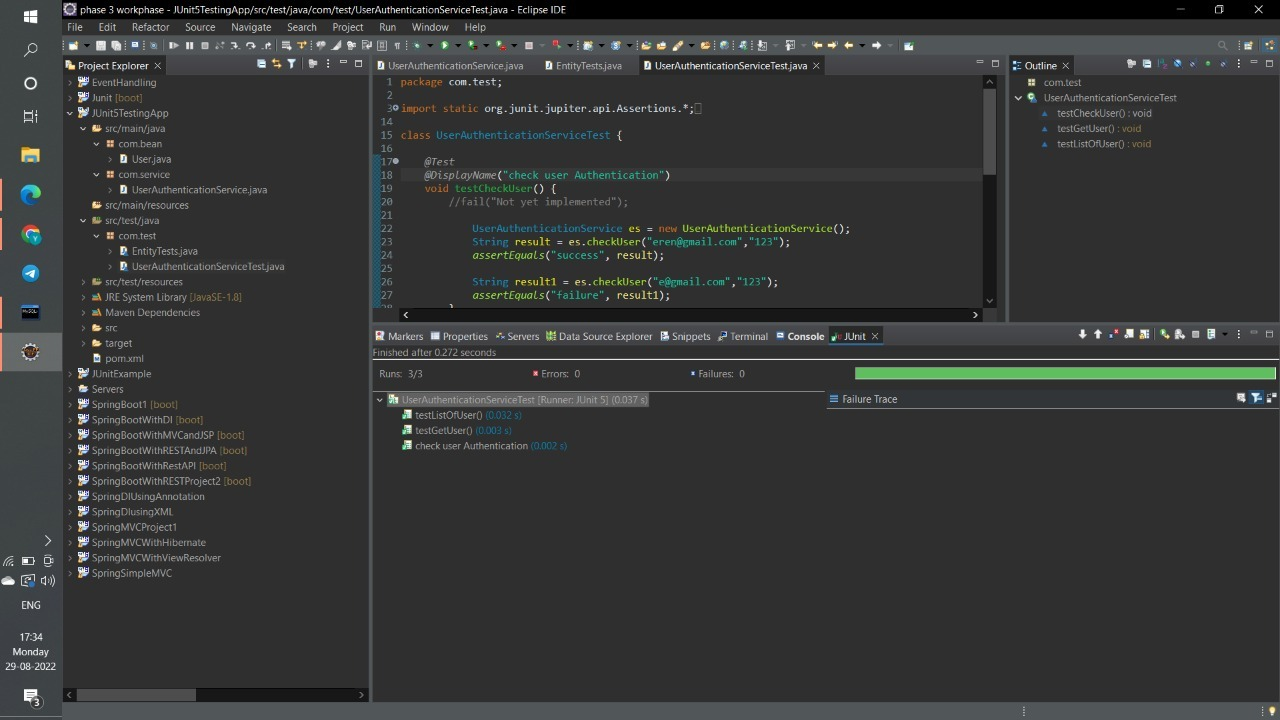 phase 3 workphase - JUnit5TestingApp/src/test/java/com/test/UserAuthenticationServiceTest.java - Eclipse IDE
File Edit Refactor Source Navigate Search Project Run Window Help
Project Explorer
EventHandling
Junit [boot]
JUnit5TestingApp
src/main/java
com.bean
User.java
com.service
UserAuthenticationService.java
src/main/resources
src/test/java
com.test
EntityTests.java
UserAuthenticationServiceTest.java
src/test/resources
JRE System Library [JavaSE-1.8]
Maven Dependencies
src
target
pom.xml
JUnitExample
Servers
SpringBoot1 [boot]
SpringBootWithDI [boot]
SpringBootWithMVCandJSP [boot]
SpringBootWithRESTAndJPA [boot]
SpringBootWithRestAPI [boot]
SpringBootWithRESTProject2 [boot]
SpringDIUsingAnnotation
SpringDIusingXML
SpringMVCProject1
SpringMVCWithHibernate
SpringMVCWithViewResolver
SpringSimpleMVC
UserAuthenticationService.java EntityTests.java UserAuthenticationServiceTest.java
1 package com.test;
2
3 import static org.junit.jupiter.api.Assertions.*;
14
15 class UserAuthenticationServiceTest {
16
17 @Test
18 @DisplayName("check user Authentication")
19 void testCheckUser() {
20 //fail("Not yet implemented");
21
22 UserAuthenticationService es = new UserAuthenticationService();
23 String result = es.checkUser("eren@gmail.com","123");
24 assertEquals("success", result);
25
26 String result1 = es.checkUser("e@gmail.com","123");
27 assertEquals("failure", result1);
28 }
Outline
com.test
UserAuthenticationServiceTest
testCheckUser() : void
testGetUser() : void
testListOfUser() : void
Markers Properties Servers Data Source Explorer Snippets Terminal Console JUnit
Finished after 0.272 seconds
Runs: 3/3 Errors: 0 Failures: 0
UserAuthenticationServiceTest [Runner: JUnit 5] (0.037 s)
testListOfUser() (0.032 s)
testGetUser() (0.003 s)
check user Authentication (0.002 s)
Failure Trace
ENG
17:34
Monday
29-08-2022
3